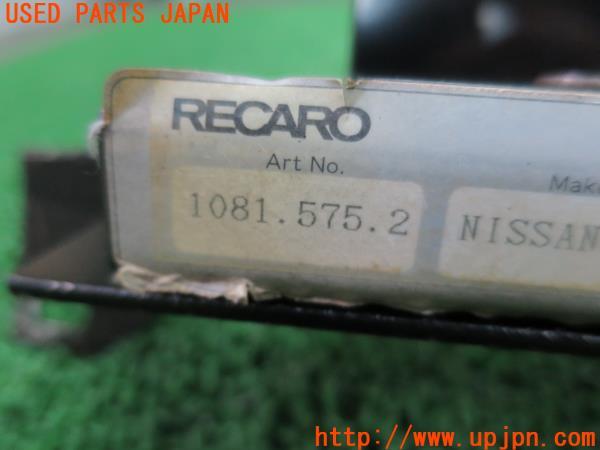 USED PARTS JAPAN
RECARO
Art No.
1081.575.2
NISSAN
http://www.upjpn.com